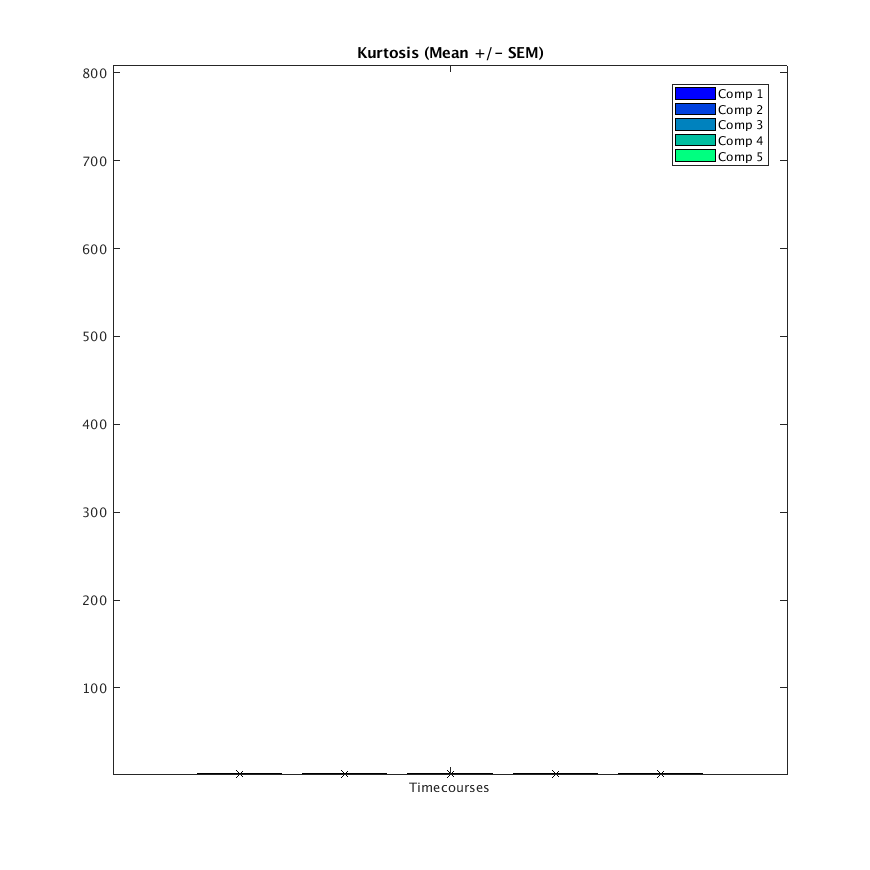 Kurtosis (Mean +/- SEM)
800
700
600
500
400
300
200
100
Comp 1
Comp 2
Comp 3
Comp 4
Comp 5
Timecourses